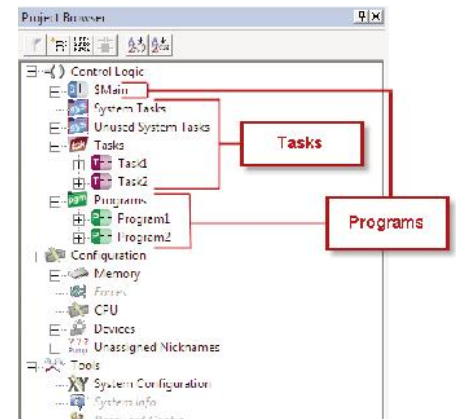 Project Browser
Control Logic
$Main
System Tasks
Unused System Tasks
Tasks
Task1
Task2
Programs
Program1
Program2
Configuration
Memory
Forces
CPU
Devices
Unassigned Nicknames
Tools
System Configuration
System Info
Tasks
Programs